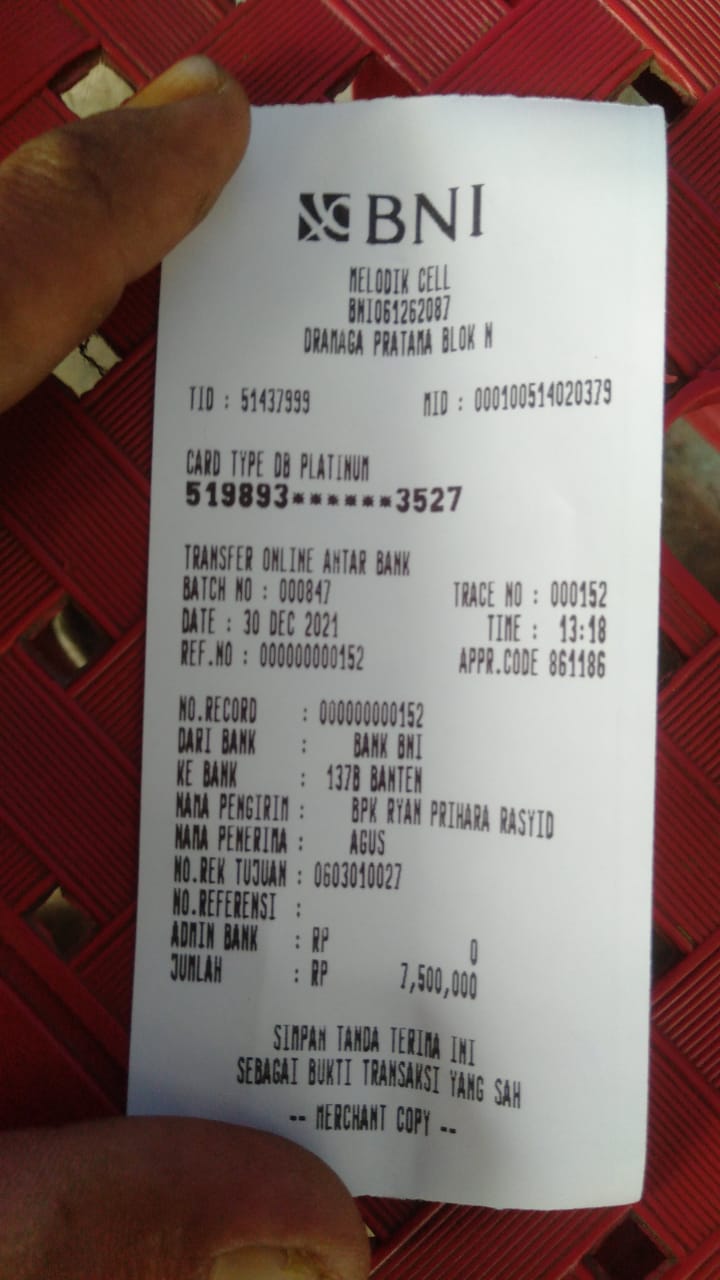 BNI
MELODIK CELL
BNI061262087
DRAMAGA PRATAMA BLOK N
TID : 51437999 MID : 000100514020379
CARD TYPE DB PLATINUM
519893******3527
TRANSFER ONLINE ANTAR BANK
BATCH NO : 000847 TRACE NO : 000152
DATE : 30 DEC 2021 TIME : 13:18
REF.NO : 000000000152 APPR.CODE 861186
NO.RECORD : 000000000152
DARI BANK : BANK BNI
KE BANK : 137B BANTEN
NAMA PENGIRIM : BPK RYAN PRIHARA RASYID
NAMA PENERIMA : AGUS
NO.REK TUJUAN : 0603010027
NO.REFERENSI :
ADMIN BANK : RP 0
JUMLAH : RP 7,500,000
SIMPAN TANDA TERIMA INI
SEBAGAI BUKTI TRANSAKSI YANG SAH
-- MERCHANT COPY --